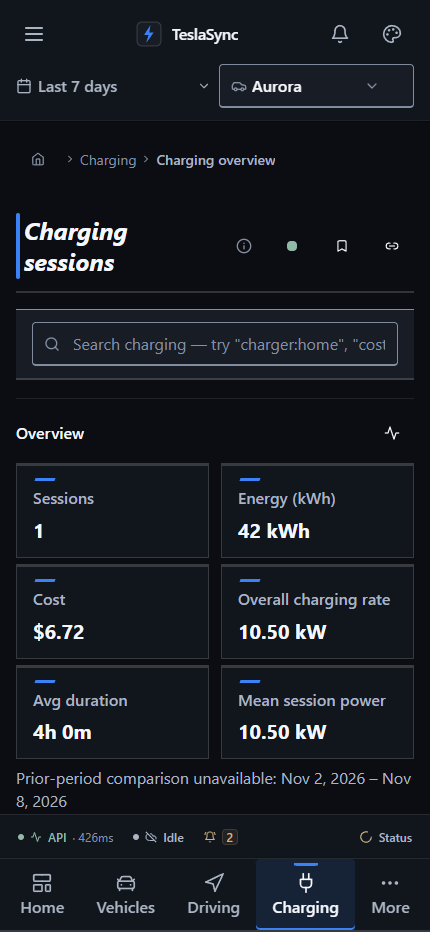 TeslaSync
Last 7 days
Aurora
Charging
Charging overview
Charging
sessions
Search charging — try "charger:home", "cost
Overview
Sessions
1
Energy (kWh)
42 kWh
Cost
$6.72
Overall charging rate
10.50 kW
Avg duration
4h 0m
Mean session power
10.50 kW
Prior-period comparison unavailable: Nov 2, 2026 – Nov
8, 2026
API · 426ms
Idle
2
Status
Home
Vehicles
Driving
Charging
More